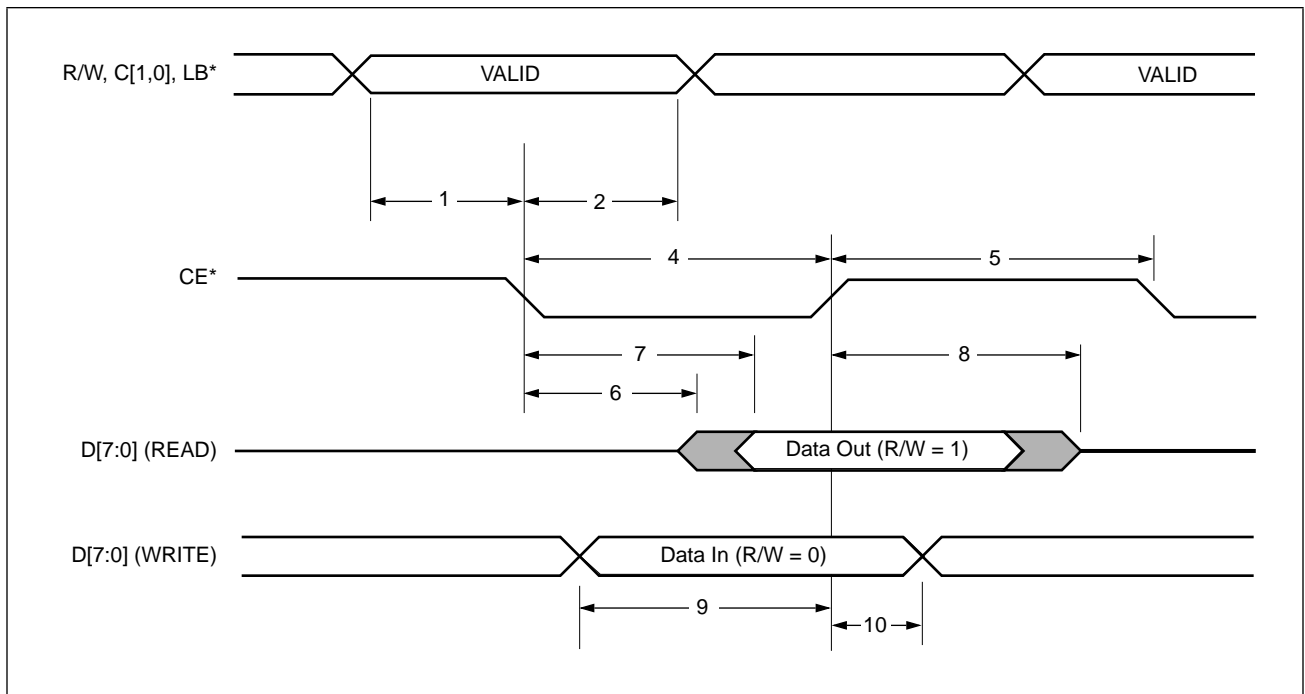 R/W, C[1,0], LB*
VALID
VALID
1
2
4
5
CE*
7
8
6
D[7:0] (READ)
Data Out (R/W = 1)
D[7:0] (WRITE)
Data In (R/W = 0)
9
10